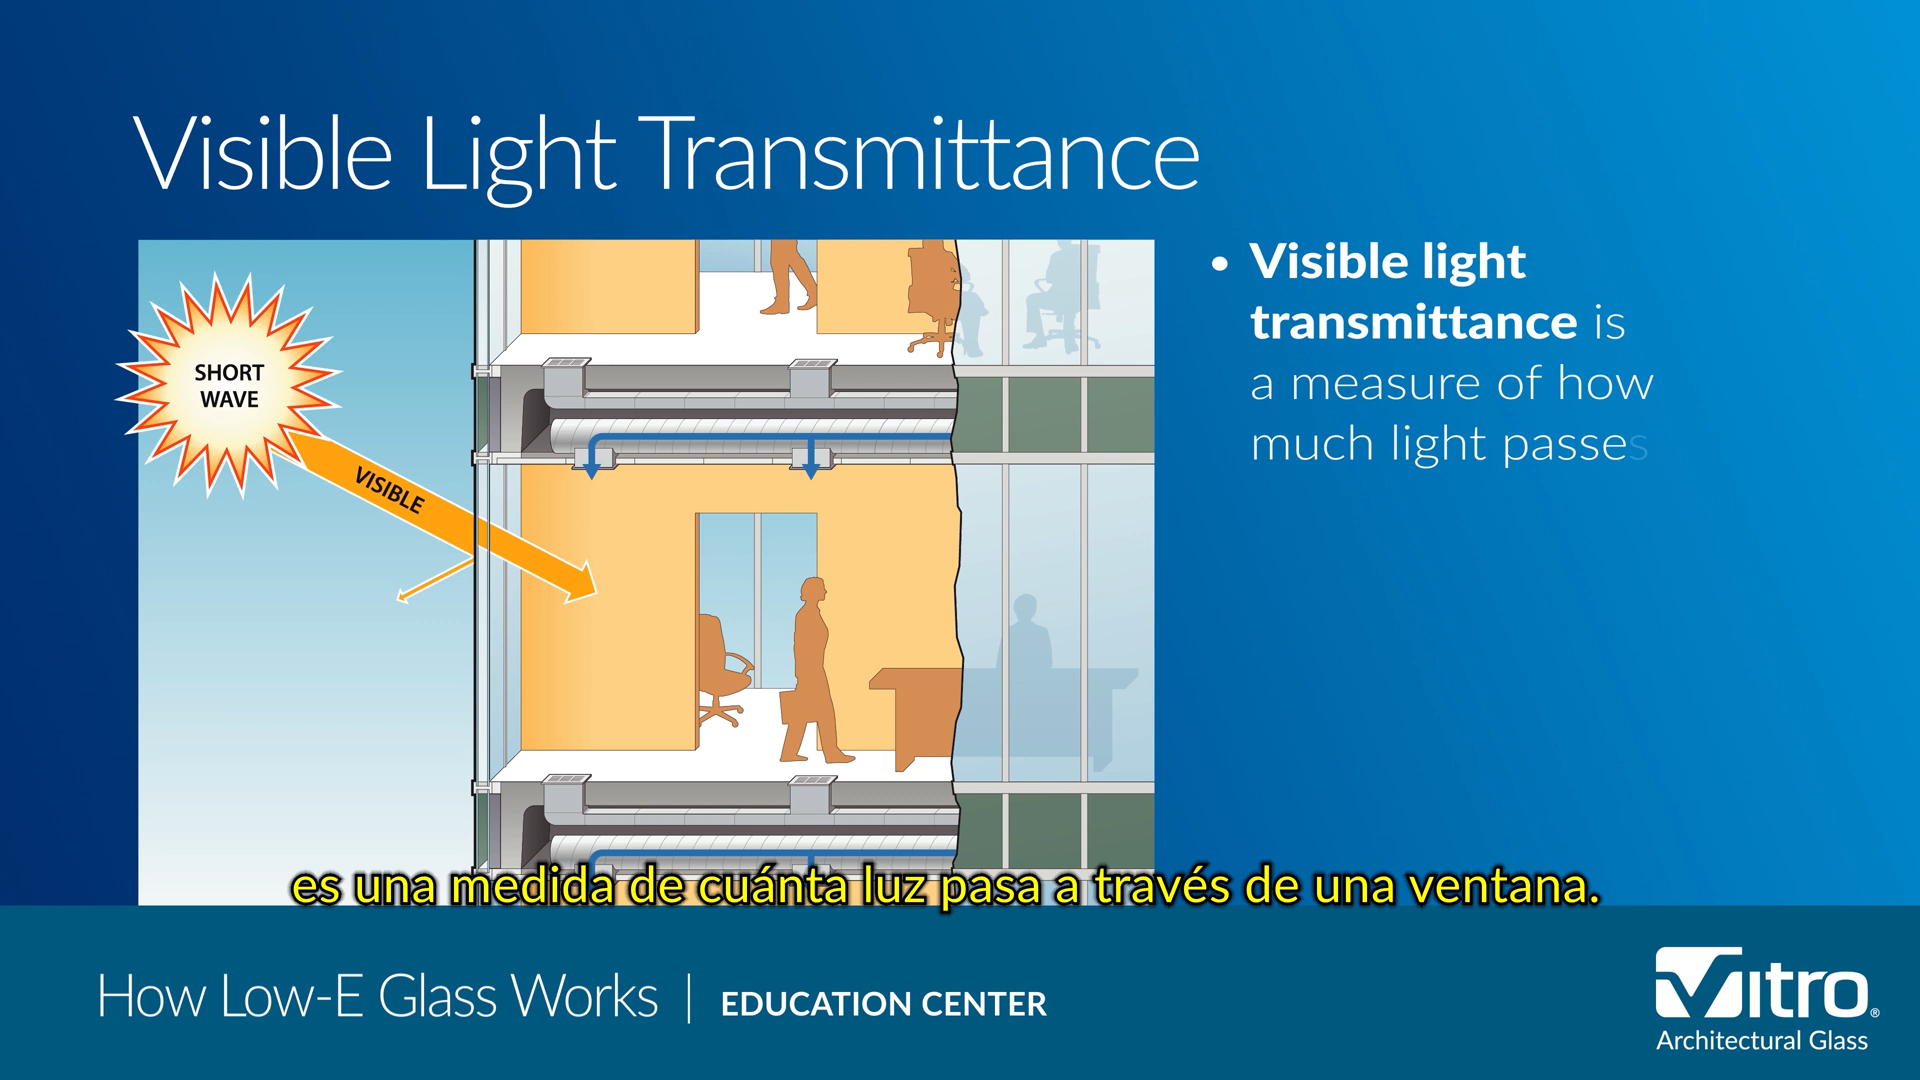 Visible Light Transmittance
SHORT
WAVE
VISIBLE
• Visible light
transmittance is
a measure of how
much light passes
es una medida de cuánta luz pasa a través de una ventana.
How Low-E Glass Works | EDUCATION CENTER
Vitro®
Architectural Glass